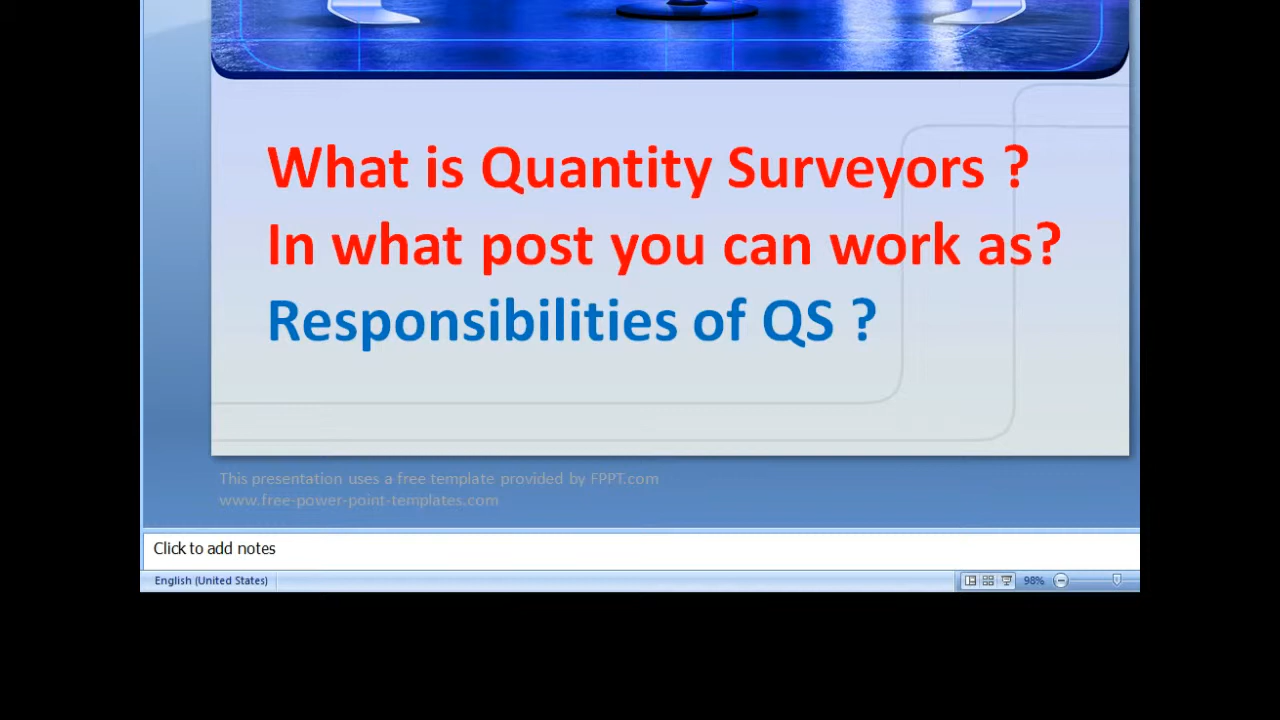 What is Quantity Surveyors ?
In what post you can work as?
Responsibilities of QS ?
This presentation uses a free template provided by FPPT.com
www.free-power-point-templates.com
Click to add notes
English (United States)
98%